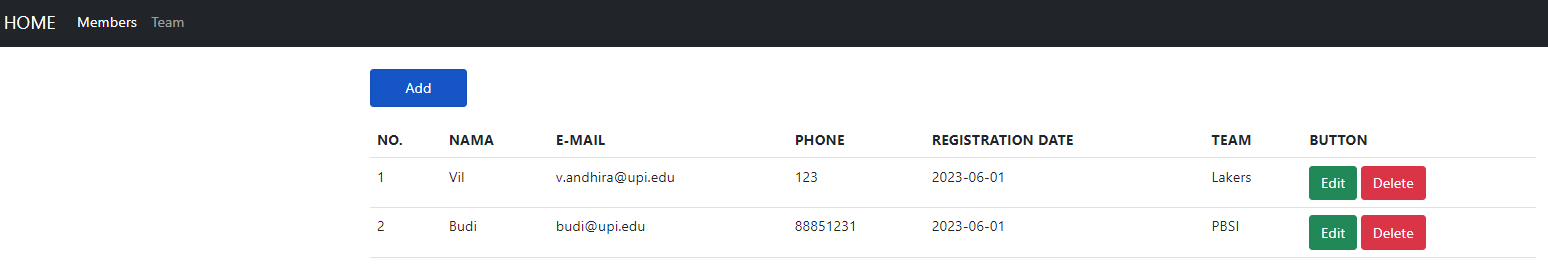 HOME Members Team
Add
NO. NAMA E-MAIL PHONE REGISTRATION DATE TEAM BUTTON
1 Vil v.andhira@upi.edu 123 2023-06-01 Lakers Edit Delete
2 Budi budi@upi.edu 88851231 2023-06-01 PBSI Edit Delete